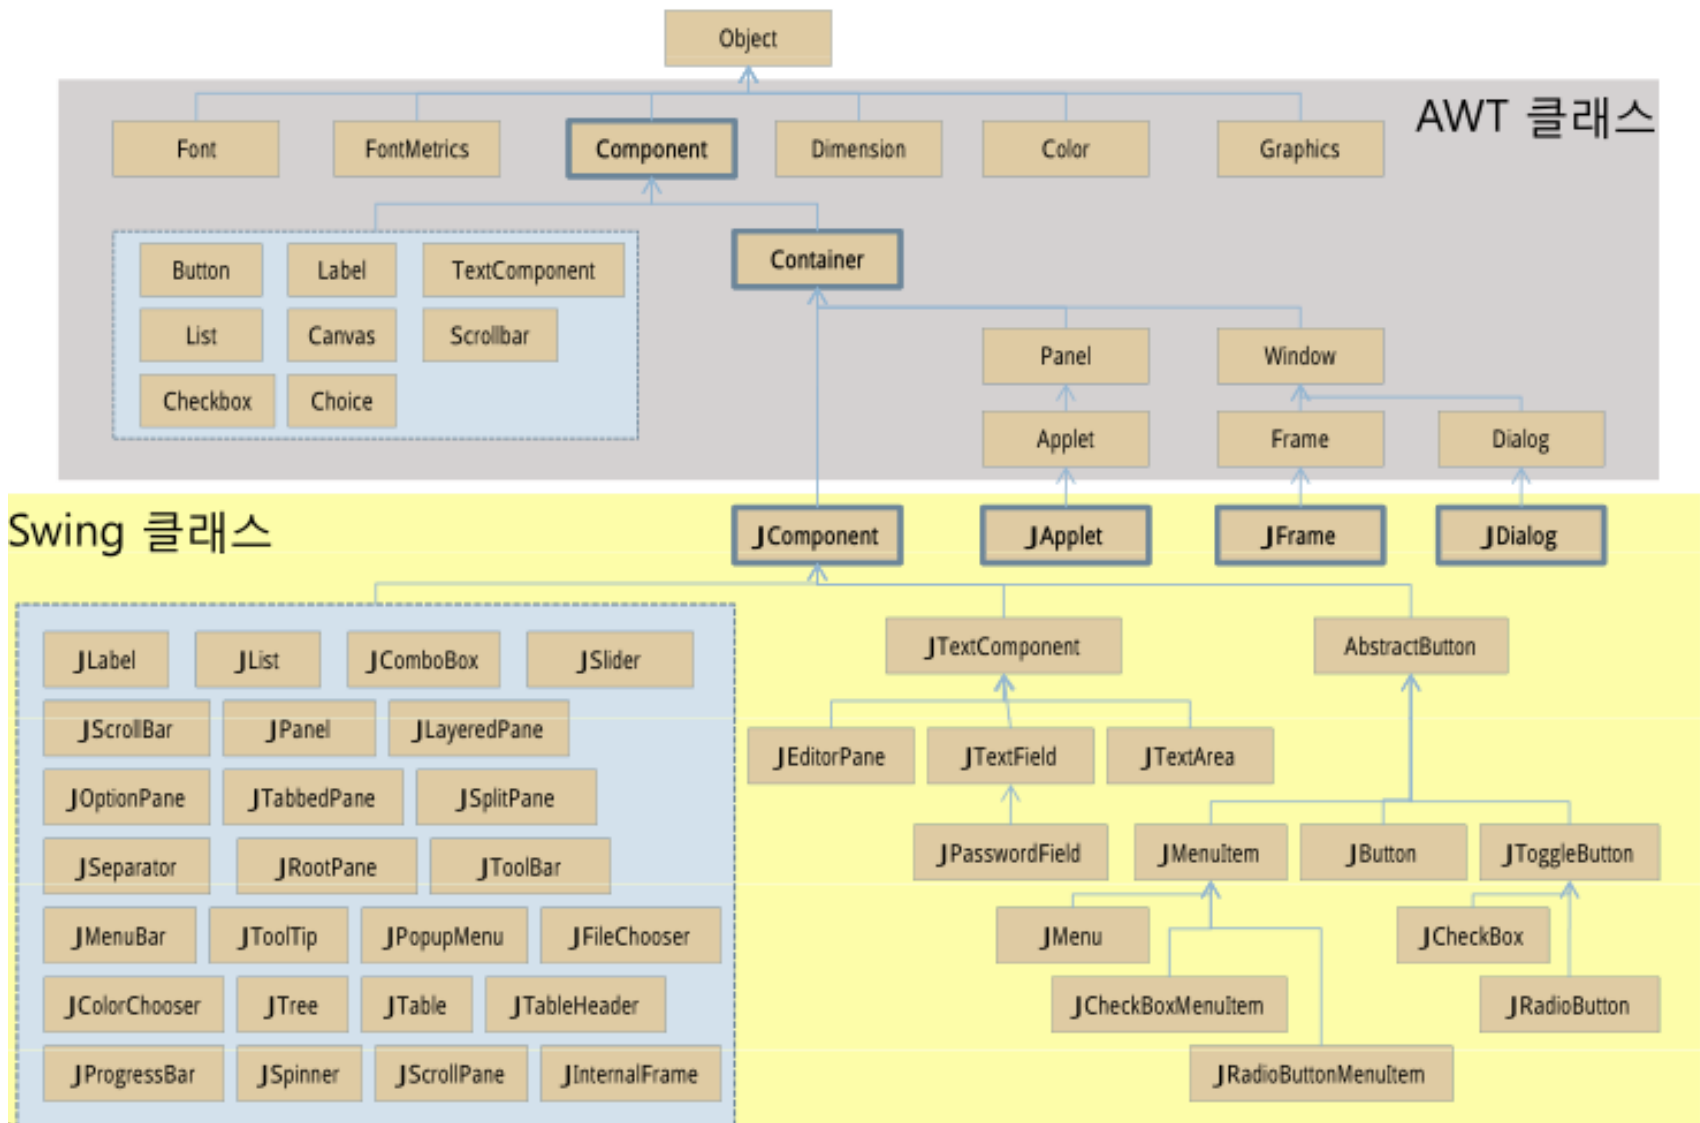 Object
AWT 클래스
Font
FontMetrics
Component
Dimension
Color
Graphics
Button
Label
TextComponent
Container
List
Canvas
Scrollbar
Panel
Window
Checkbox
Choice
Applet
Frame
Dialog
Swing 클래스
JComponent
JApplet
JFrame
JDialog
JLabel
JList
JComboBox
JSlider
JTextComponent
AbstractButton
JScrollBar
JPanel
JLayeredPane
JEditorPane
JTextField
JTextArea
JOptionPane
JTabbedPane
JSplitPane
JSeparator
JRootPane
JToolBar
JPasswordField
JMenuItem
JButton
JToggleButton
JMenuBar
JToolTip
JPopupMenu
JFileChooser
JMenu
JCheckBox
JColorChooser
JTree
JTable
JTableHeader
JCheckBoxMenuItem
JRadioButton
JProgressBar
JSpinner
JScrollPane
JInternalFrame
JRadioButtonMenuItem